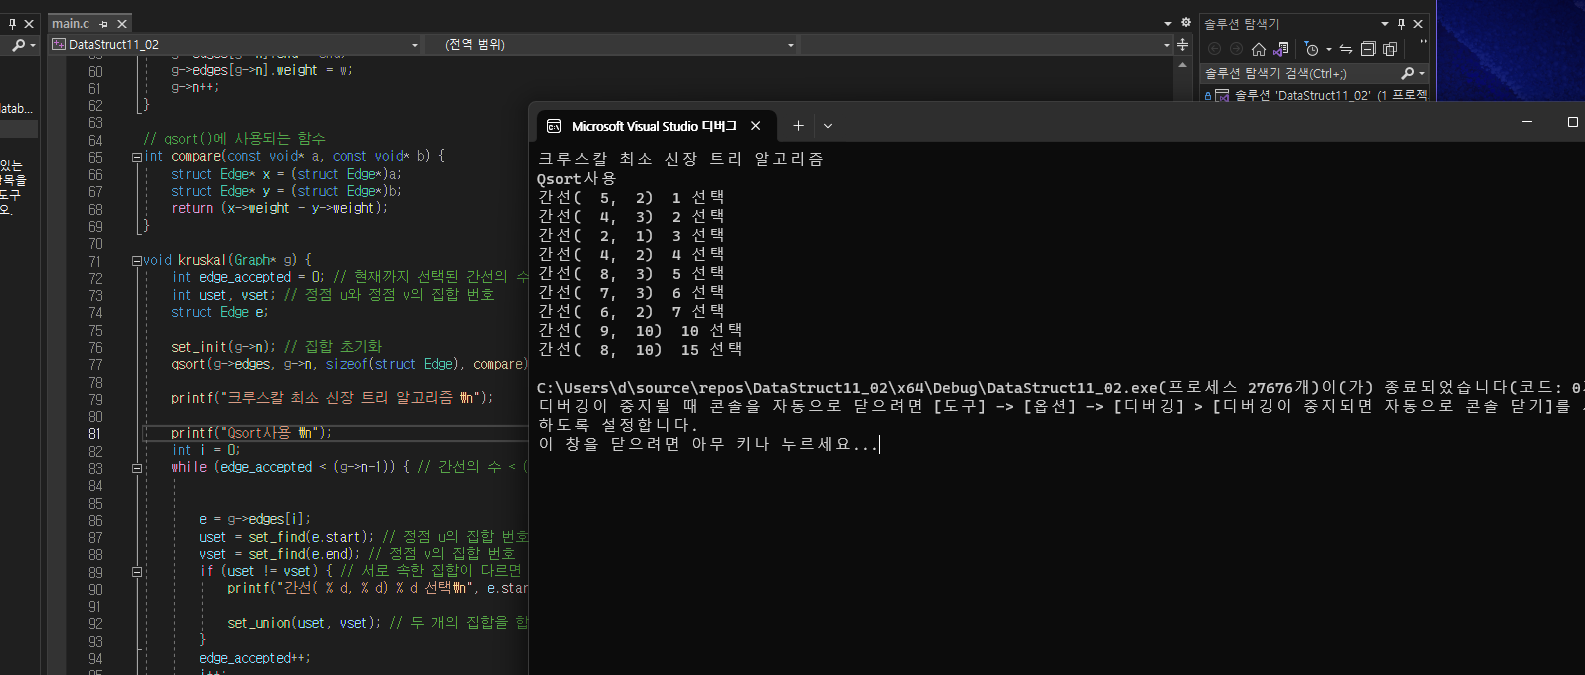 main.c
DataStruct11_02
(전역 범위)
솔루션 탐색기
솔루션 탐색기 검색(Ctrl+;)
솔루션 'DataStruct11_02' (1 프로젝
atab...
있는
도구
오.
60 g->edges[g->n].weight = w;
61 g->n++;
62 }
63
64 // qsort()에 사용되는 함수
65 int compare(const void* a, const void* b) {
66 struct Edge* x = (struct Edge*)a;
67 struct Edge* y = (struct Edge*)b;
68 return (x->weight - y->weight);
69 }
70
71 void kruskal(Graph* g) {
72 int edge_accepted = 0; // 현재까지 선택된 간선의 수
73 int uset, vset; // 정점 u와 정점 v의 집합 번호
74 struct Edge e;
75
76 set_init(g->n); // 집합 초기화
77 qsort(g->edges, g->n, sizeof(struct Edge), compare)
78
79 printf("크루스칼 최소 신장 트리 알고리즘 ₩n");
80
81 printf("Qsort사용 ₩n");
82 int i = 0;
83 while (edge_accepted < (g->n-1)) { // 간선의 수 < (
84
85
86 e = g->edges[i];
87 uset = set_find(e.start); // 정점 u의 집합 번호
88 vset = set_find(e.end); // 정점 v의 집합 번호
89 if (uset != vset) { // 서로 속한 집합이 다르면
90 printf("간선( % d, % d) % d 선택₩n", e.star
91
92 set_union(uset, vset); // 두 개의 집합을 합
93 }
94 edge_accepted++;
Microsoft Visual Studio 디버그
크루스칼 최소 신장 트리 알고리즘
Qsort사용
간선(  5,  2)  1 선택
간선(  4,  3)  2 선택
간선(  2,  1)  3 선택
간선(  4,  2)  4 선택
간선(  8,  3)  5 선택
간선(  7,  3)  6 선택
간선(  6,  2)  7 선택
간선(  9,  10)  10 선택
간선(  8,  10)  15 선택
C:\Users\d\source\repos\DataStruct11_02\x64\Debug\DataStruct11_02.exe(프로세스 27676개)이(가) 종료되었습니다(코드: 0
디버깅이 중지될 때 콘솔을 자동으로 닫으려면 [도구] -> [옵션] -> [디버깅] > [디버깅이 중지되면 자동으로 콘솔 닫기]를
하도록 설정합니다.
이 창을 닫으려면 아무 키나 누르세요...